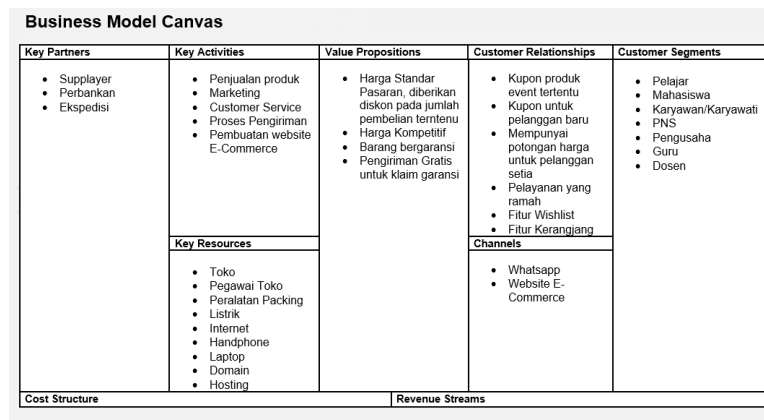 Business Model Canvas
Key Partners
Supplayer
Perbankan
Ekspedisi
Key Activities
Penjualan produk
Marketing
Customer Service
Proses Pengiriman
Pembuatan website
E-Commerce
Key Resources
Toko
Pegawai Toko
Peralatan Packing
Listrik
Internet
Handphone
Laptop
Domain
Hosting
Value Propositions
Harga Standar
Pasaran, diberikan
diskon pada jumlah
pembelian terntenu
Harga Kompetitif
Barang bergaransi
Pengiriman Gratis
untuk klaim garansi
Customer Relationships
Kupon produk
event tertentu
Kupon untuk
pelanggan baru
Mempunyai
potongan harga
untuk pelanggan
setia
Pelayanan yang
ramah
Fitur Wishlist
Fitur Kerangjang
Channels
Whatsapp
Website E-
Commerce
Customer Segments
Pelajar
Mahasiswa
Karyawan/Karyawati
PNS
Pengusaha
Guru
Dosen
Cost Structure
Revenue Streams